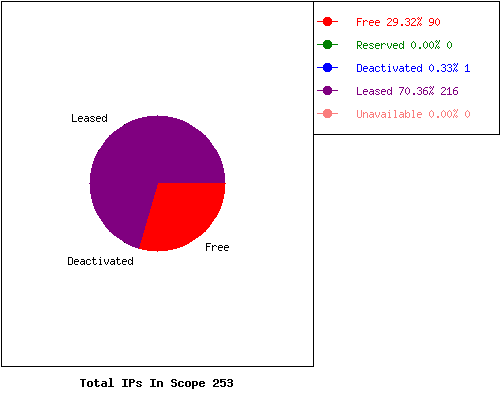 Free 29.32% 90
Reserved 0.00% 0
Deactivated 0.33% 1
Leased 70.36% 216
Unavailable 0.00% 0
Leased
Free
Deactivated
Total IPs In Scope 253